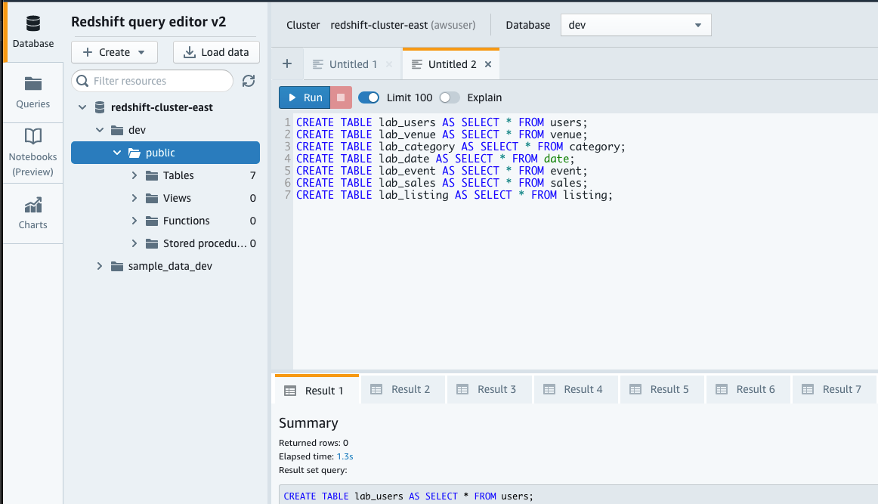 Database
Queries
Notebooks
(Preview)
Charts
Redshift query editor v2
+ Create
Load data
Filter resources
redshift-cluster-east
dev
public
Tables 7
Views 0
Functions 0
Stored procedu... 0
sample_data_dev
Cluster redshift-cluster-east (awsuser) Database dev
+ Untitled 1 × Untitled 2 ×
Run Limit 100 Explain
1 CREATE TABLE lab_users AS SELECT * FROM users;
2 CREATE TABLE lab_venue AS SELECT * FROM venue;
3 CREATE TABLE lab_category AS SELECT * FROM category;
4 CREATE TABLE lab_date AS SELECT * FROM date;
5 CREATE TABLE lab_event AS SELECT * FROM event;
6 CREATE TABLE lab_sales AS SELECT * FROM sales;
7 CREATE TABLE lab_listing AS SELECT * FROM listing;
Result 1 Result 2 Result 3 Result 4 Result 5 Result 6 Result 7
Summary
Returned rows: 0
Elapsed time: 1.3s
Result set query:
CREATE TABLE lab_users AS SELECT * FROM users;